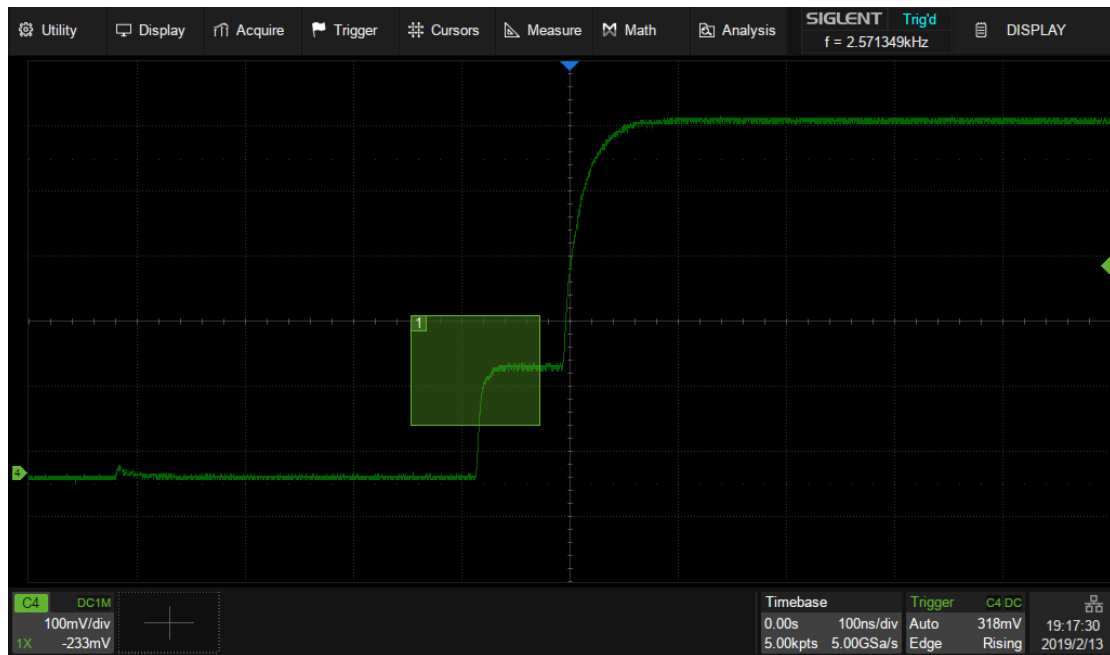 Utility Display Acquire Trigger Cursors Measure Math Analysis SIGLENT Trig'd DISPLAY
f = 2.571349kHz
1
4
C4 DC1M Timebase Trigger C4 DC
100mV/div 0.00s 100ns/div Auto 318mV 19:17:30
1X -233mV 5.00kpts 5.00GSa/s Edge Rising 2019/2/13